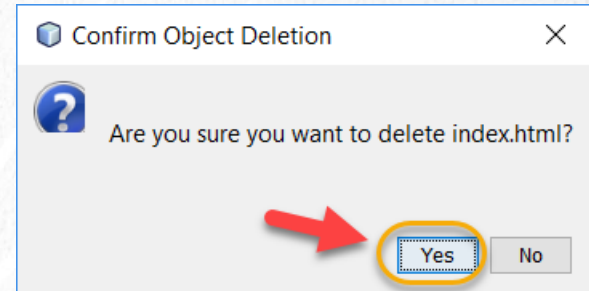 Confirm Object Deletion
Are you sure you want to delete index.html?
Yes No